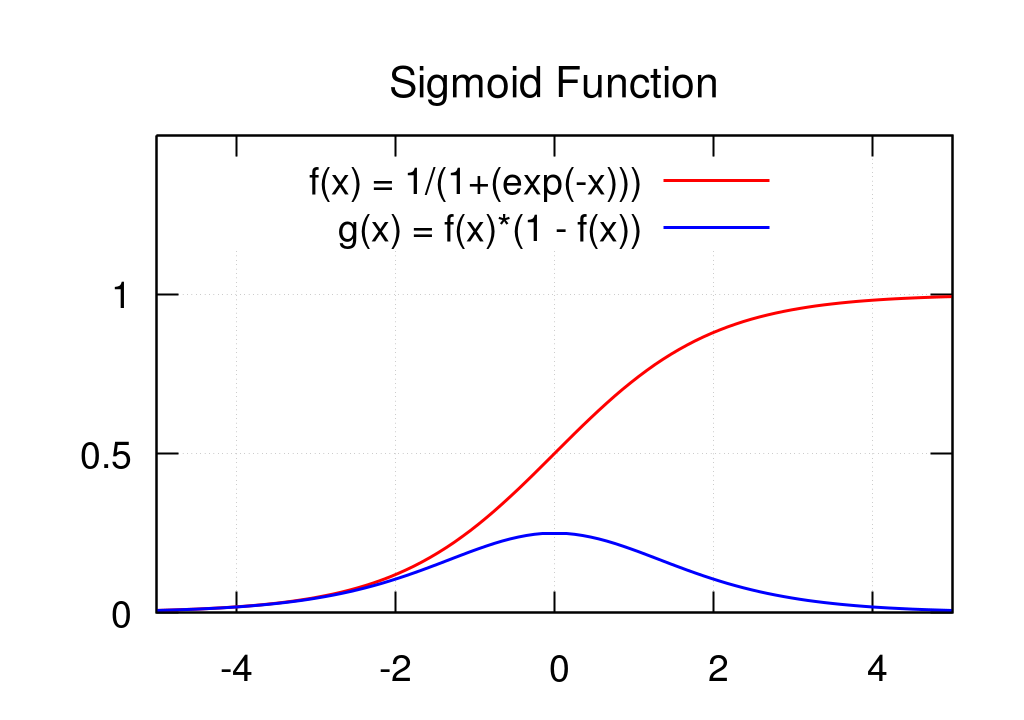 Sigmoid Function
f(x) = 1/(1+(exp(-x)))
g(x) = f(x)*(1 - f(x))
1
0.5
0
-4 -2 0 2 4